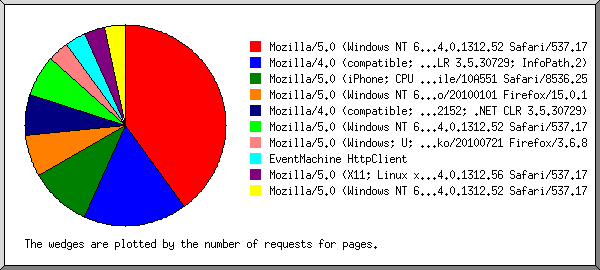 Mozilla/5.0 (Windows NT 6...4.0.1312.52 Safari/537.17
Mozilla/4.0 (compatible; ...LR 3.5.30729; InfoPath.2)
Mozilla/5.0 (iPhone; CPU ...ile/10A551 Safari/8536.25
Mozilla/5.0 (Windows NT 6...o/20100101 Firefox/15.0.1
Mozilla/4.0 (compatible; ...2152; .NET CLR 3.5.30729)
Mozilla/5.0 (Windows NT 6...4.0.1312.52 Safari/537.17
Mozilla/5.0 (Windows; U; ...ko/20100721 Firefox/3.6.8
EventMachine HttpClient
Mozilla/5.0 (X11; Linux x...4.0.1312.56 Safari/537.17
Mozilla/5.0 (Windows NT 6...4.0.1312.52 Safari/537.17
The wedges are plotted by the number of requests for pages.